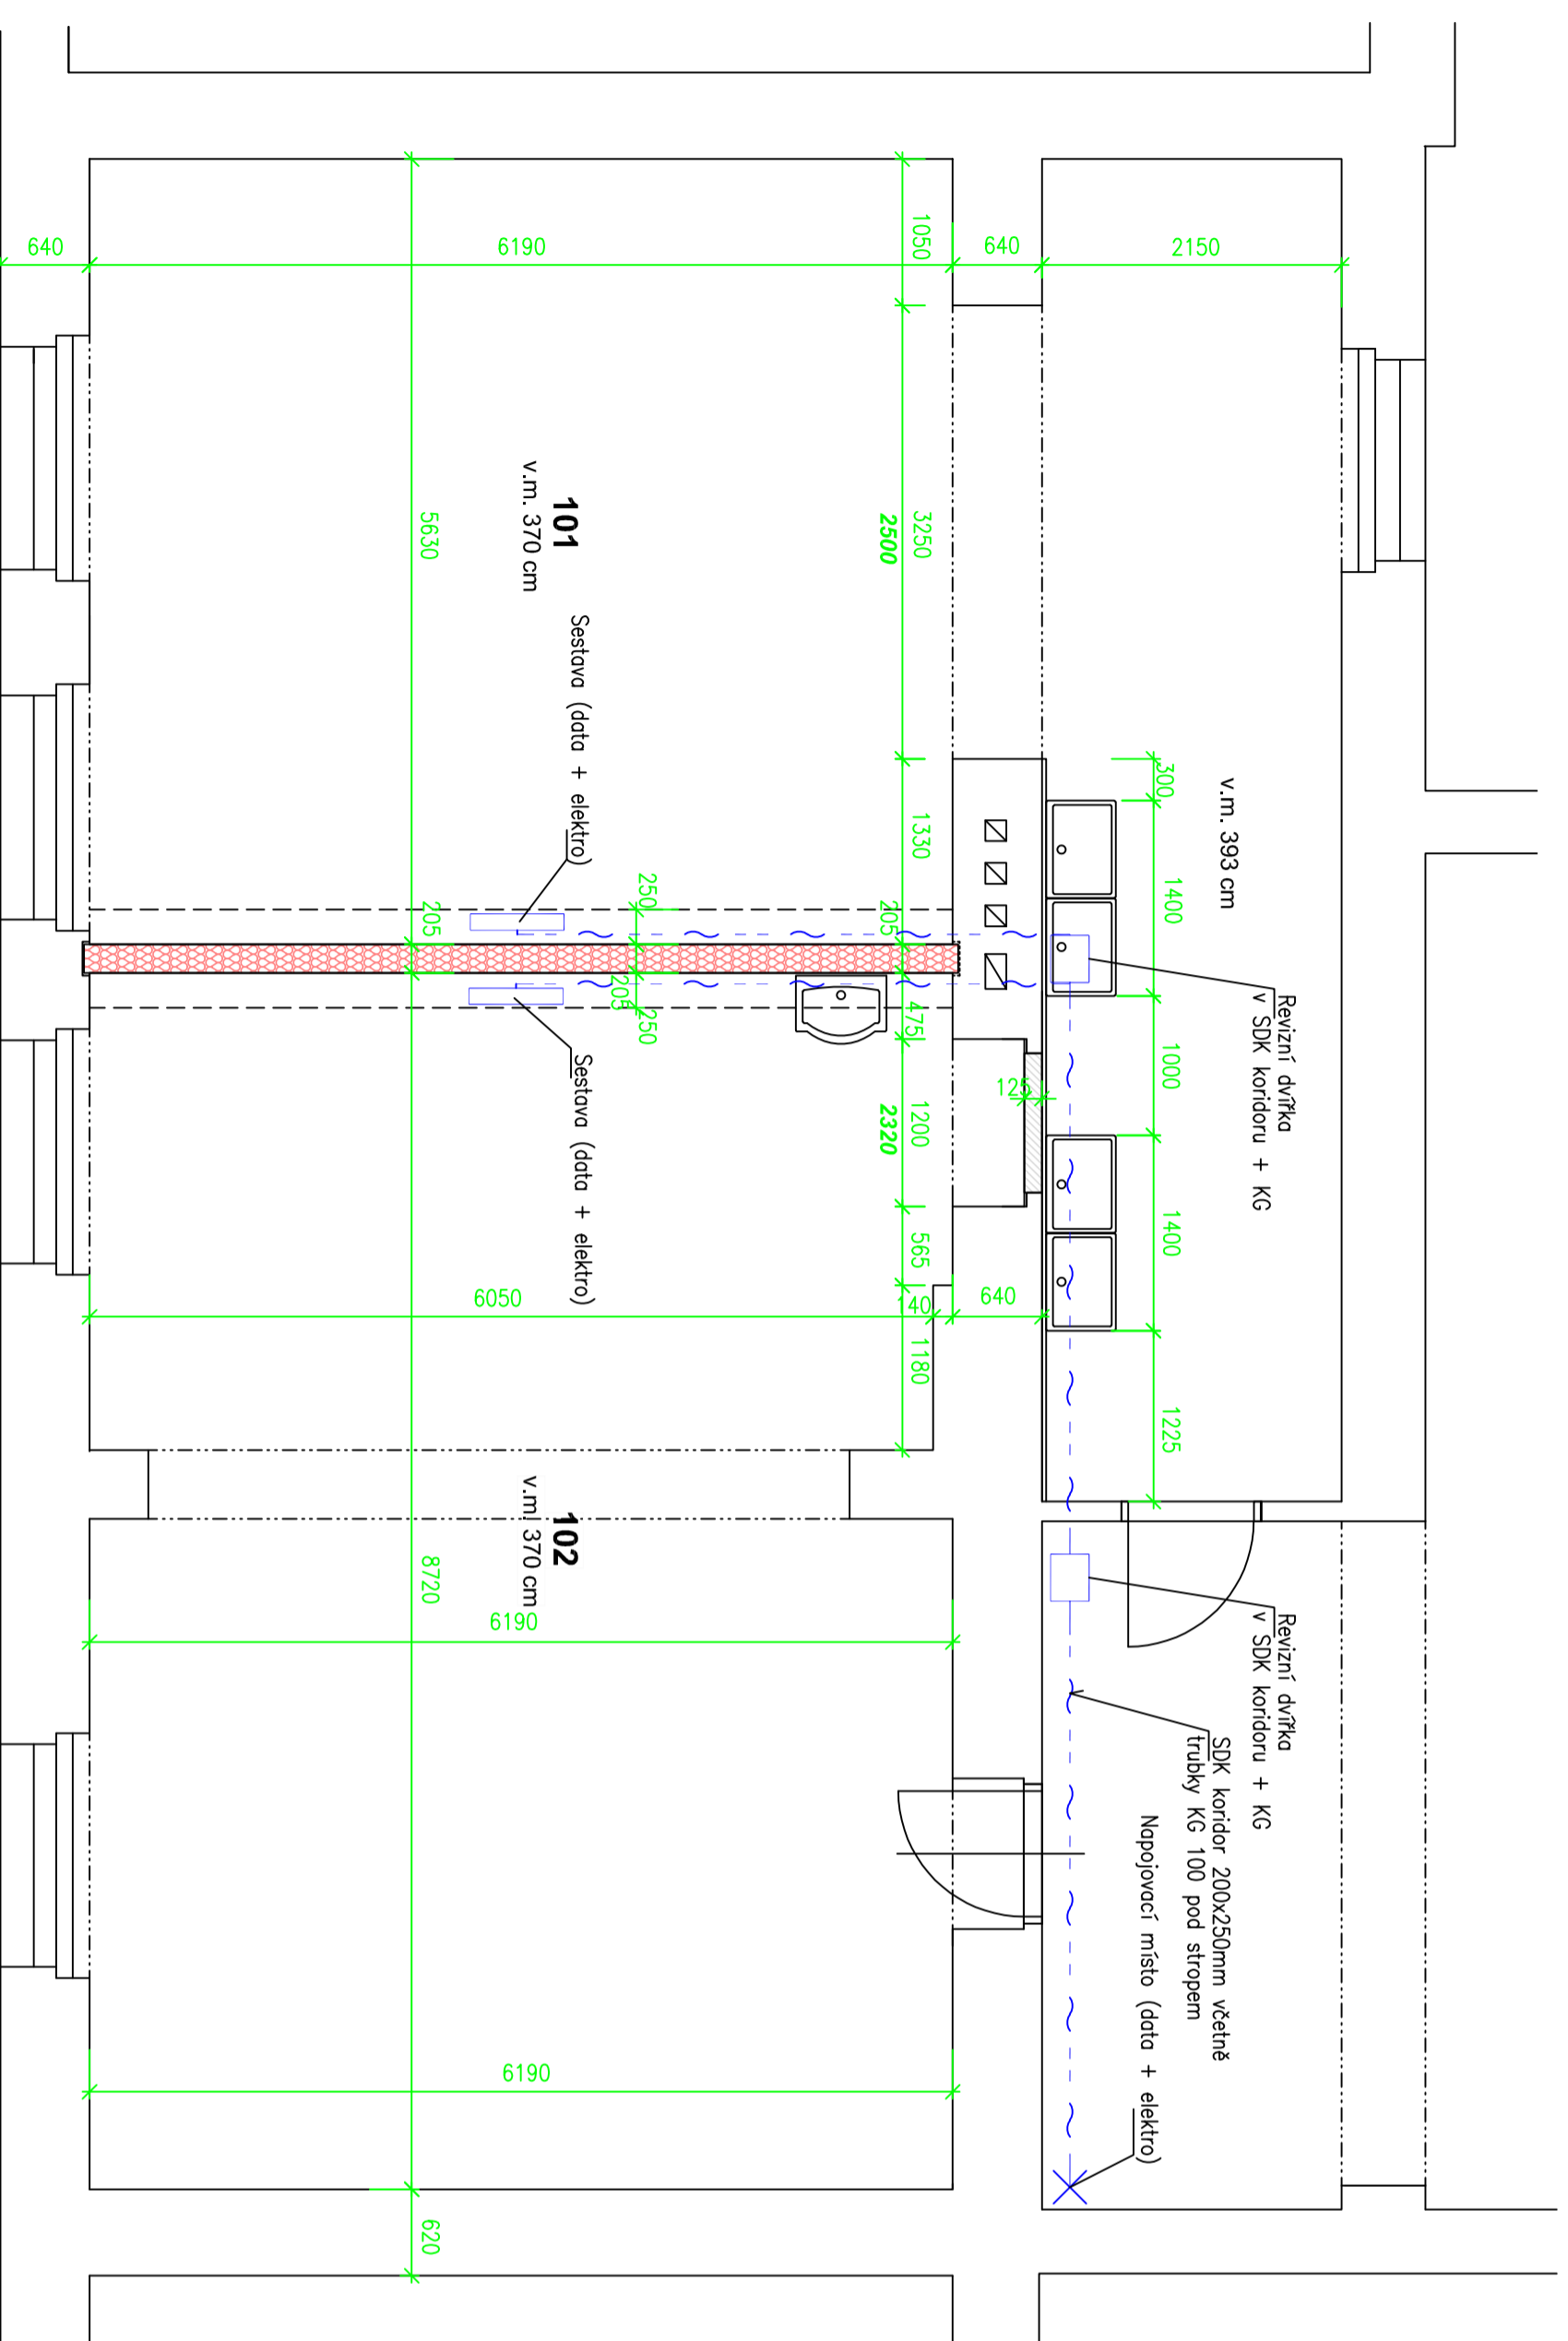 Revizní dvířka
v SDK koridoru + KG
Revizní dvířka
v SDK koridoru + KG
v.m. 393 cm
SDK koridor 200x250mm včetně
trubky KG 100 pod stropem
Napojovací místo (data + elektro)
300
1400
1000
1400
1225
2150
640
125
640
1050
3250
2500
1330
205
475
1200
2320
565
140
1180
250
205
250
101
v.m. 370 cm
Sestava (data + elektro)
Sestava (data + elektro)
102
v.m. 370 cm
6190
6050
6190
6190
5630
205
8720
620
640